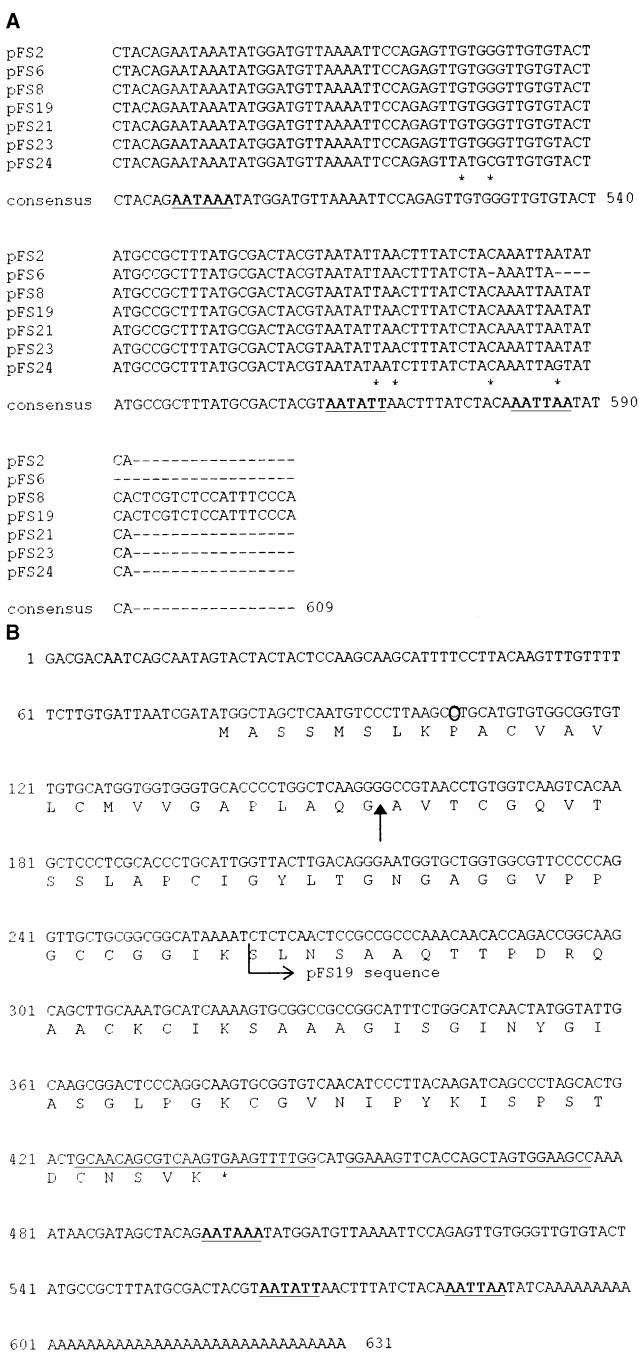 A
pFS2 CTACAGAATAAATATGGATGTTAAAATTCCAGAGTTGTGGGTTGTGTACT
pFS6 CTACAGAATAAATATGGATGTTAAAATTCCAGAGTTGTGGGTTGTGTACT
pFS8 CTACAGAATAAATATGGATGTTAAAATTCCAGAGTTGTGGGTTGTGTACT
pFS19 CTACAGAATAAATATGGATGTTAAAATTCCAGAGTTGTGGGTTGTGTACT
pFS21 CTACAGAATAAATATGGATGTTAAAATTCCAGAGTTGTGGGTTGTGTACT
pFS23 CTACAGAATAAATATGGATGTTAAAATTCCAGAGTTGTGGGTTGTGTACT
pFS24 CTACAGAATAAATATGGATGTTAAAATTCCAGAGTTATGCGTTGTGTACT
* *
consensus CTACAGAATAAATATGGATGTTAAAATTCCAGAGTTGTGGGTTGTGTACT 540
pFS2 ATGCCGCTTTATGCGACTACGTAATATTAACTTTATCTACAAATTAATAT
pFS6 ATGCCGCTTTATGCGACTACGTAATATTAACTTTATCTA-AAATTA----
pFS8 ATGCCGCTTTATGCGACTACGTAATATTAACTTTATCTACAAATTAATAT
pFS19 ATGCCGCTTTATGCGACTACGTAATATTAACTTTATCTACAAATTAATAT
pFS21 ATGCCGCTTTATGCGACTACGTAATATTAACTTTATCTACAAATTAATAT
pFS23 ATGCCGCTTTATGCGACTACGTAATATTAACTTTATCTACAAATTAATAT
pFS24 ATGCCGCTTTATGCGACTACGTAATATAATCTTTATCTACAAATTAGTAT
* * * *
consensus ATGCCGCTTTATGCGACTACGTAATATTAACTTTATCTACAAATTAATAT 590
pFS2 CA-----------------
pFS6 -------------------
pFS8 CACTCGTCTCCATTTCCCA
pFS19 CACTCGTCTCCATTTCCCA
pFS21 CA-----------------
pFS23 CA-----------------
pFS24 CA-----------------
consensus CA----------------- 609
B
1 GACGACAATCAGCAATAGTACTACTACTCCAAGCAAGCATTTTCCTTACAAGTTTGTTTT
61 TCTTGTGATTAATCGATATGGCTAGCTCAATGTCCCTTAAGCCTGCATGTGTGGCGGTGT
M A S S M S L K P A C V A V
121 TGTGCATGGTGGTGGGTGCACCCCTGGCTCAAGGGGCCGTAACCTGTGGTCAAGTCACAA
L C M V V G A P L A Q G A V T C G Q V T
181 GCTCCCTCGCACCCTGCATTGGTTACTTGACAGGGAATGGTGCTGGTGGCGTTCCCCCAG
S S L A P C I G Y L T G N G A G G V P P
241 GTTGCTGCGGCGGCATAAAATCTCTCAACTCCGCCGCCCAAACAACACCAGACCGGCAAG
G C C G G I K S L N S A A Q T T P D R Q
pFS19 sequence
301 CAGCTTGCAAATGCATCAAAAGTGCGGCCGCCGGCATTTCTGGCATCAACTATGGTATTG
A A C K C I K S A A A G I S G I N Y G I
361 CAAGCGGACTCCCAGGCAAGTGCGGTGTCAACATCCCTTACAAGATCAGCCCTAGCACTG
A S G L P G K C G V N I P Y K I S P S T
421 ACTGCAACAGCGTCAAGTGAAGTTTTGGCATGGAAAGTTCACCAGCTAGTGGAAGCCAAA
D C N S V K *
481 ATAACGATAGCTACAGAATAAATATGGATGTTAAAATTCCAGAGTTGTGGGTTGTGTACT
541 ATGCCGCTTTATGCGACTACGTAATATTAACTTTATCTACAAATTAATATCAAAAAAAAA
601 AAAAAAAAAAAAAAAAAAAAAAAAAAAAAAA 631